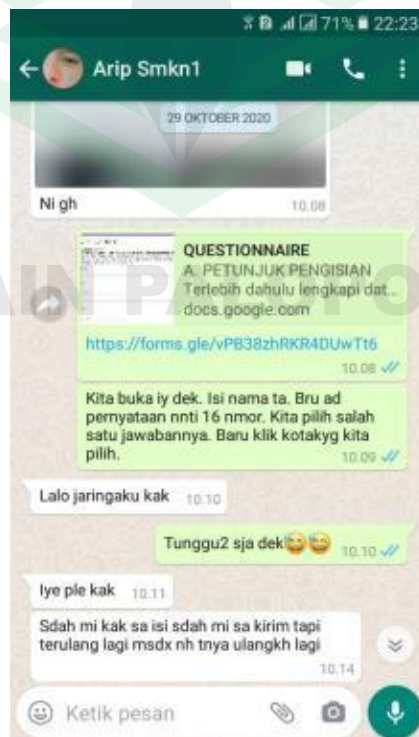 71% 22:23
Arip Smkn1
29 OKTOBER 2020
Ni gh 10.08
QUESTIONNAIRE
A. PETUNJUK PENGISIAN
Terlebih dahulu lengkapi dat...
docs.google.com
https://forms.gle/vPB38zhRKR4DUwTt6
10.08
Kita buka iy dek. Isi nama ta. Bru ad
pernyataan nnti 16 nmor. Kita pilih salah
satu jawabannya. Baru klik kotakyg kita
pilih. 10.09
Lalo jaringaku kak 10.10
Tunggu2 sja dek😅😅 10.10
Iye ple kak 10.11
Sdah mi kak sa isi sdah mi sa kirim tapi
terulang lagi msdx nh tnya ulangkh lagi
10.14
Ketik pesan